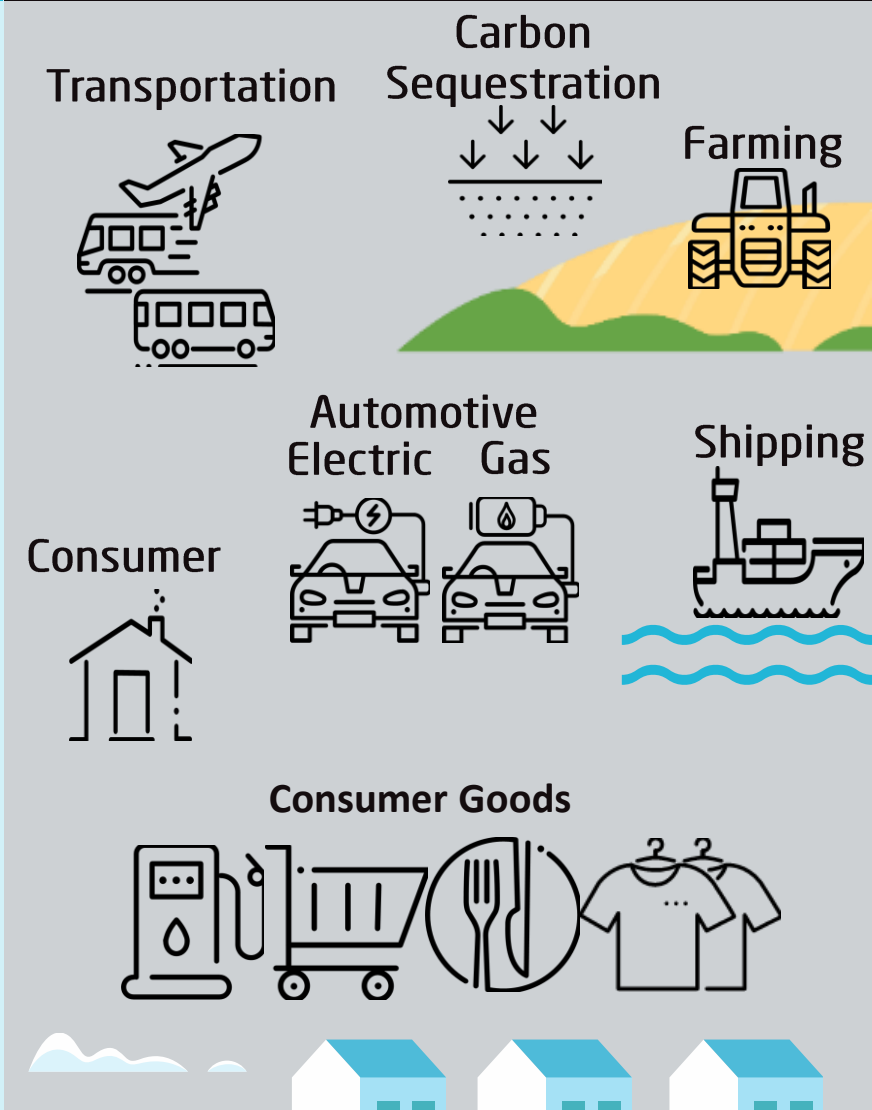 Carbon
Sequestration
Transportation
Farming
Automotive
Electric Gas
Shipping
Consumer
Consumer Goods